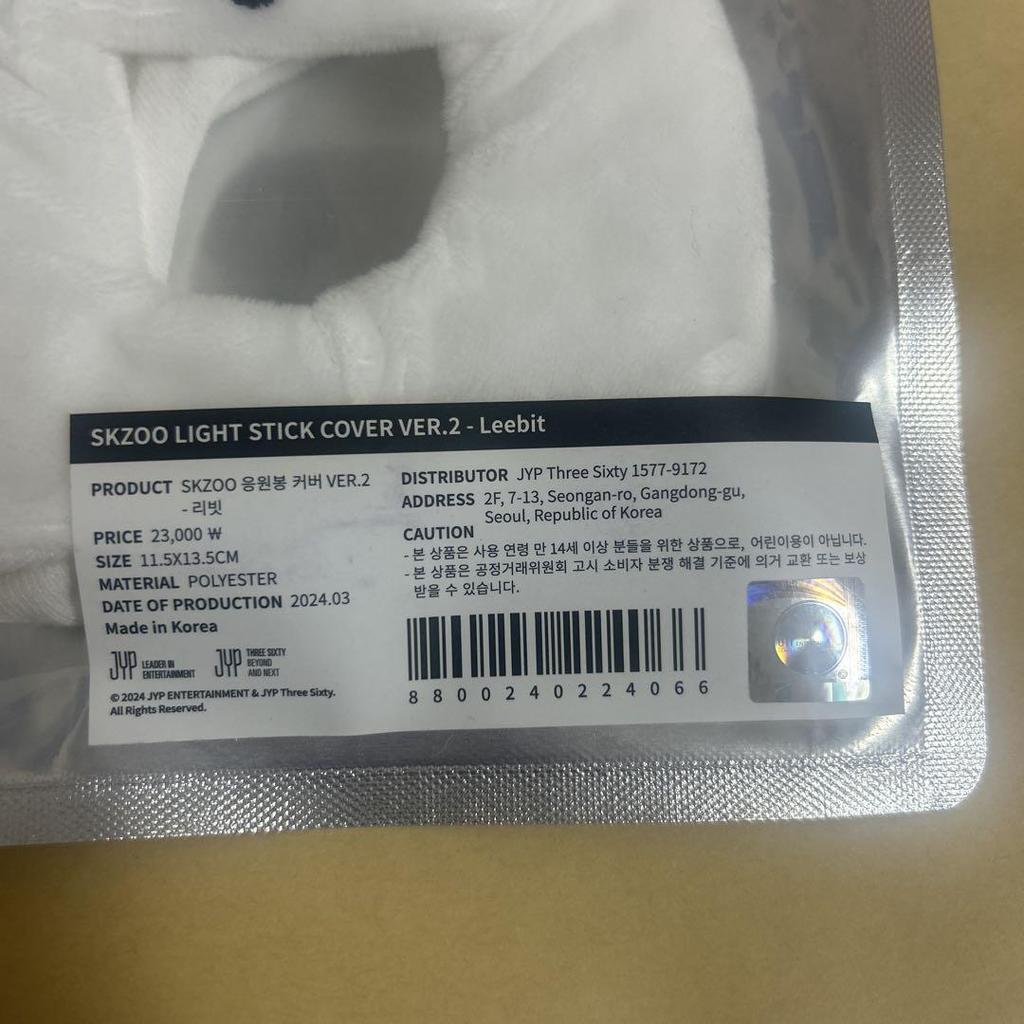 SKZOO LIGHT STICK COVER VER.2 - Leebit
PRODUCT SKZOO 응원봉 커버 VER.2
- 리빗
PRICE 23,000 ₩
SIZE 11.5X13.5CM
MATERIAL POLYESTER
DATE OF PRODUCTION 2024.03
Made in Korea
JYP LEADER IN
ENTERTAINMENT
JYP THREE SIXTY
BEYOND
AND NEXT
© 2024 JYP ENTERTAINMENT & JYP Three Sixty.
All Rights Reserved.
DISTRIBUTOR JYP Three Sixty 1577-9172
ADDRESS 2F, 7-13, Seongan-ro, Gangdong-gu,
Seoul, Republic of Korea
CAUTION
- 본 상품은 사용 연령 만 14세 이상 분들을 위한 상품으로, 어린이용이 아닙니다.
- 본 상품은 공정거래위원회 고시 소비자 분쟁 해결 기준에 의거 교환 또는 보상
받을 수 있습니다.
8800240224066